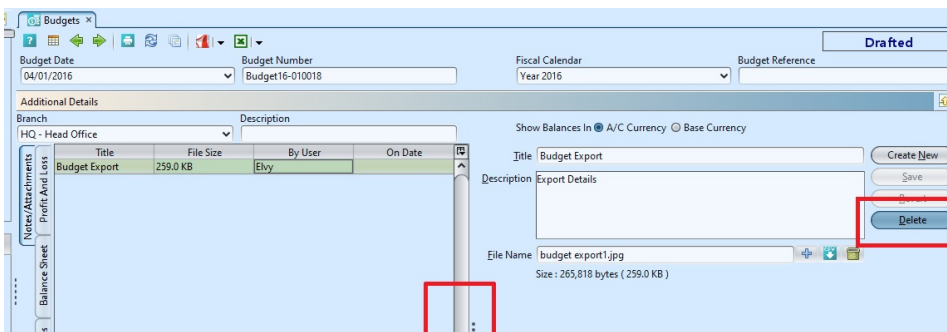 Budgets ×
Drafted
Budget Date
Budget Number
Fiscal Calendar
Budget Reference
04/01/2016
Budget16-010018
Year 2016
Additional Details
Branch
Description
HQ - Head Office
Show Balances In A/C Currency Base Currency
Notes/Attachments
Profit And Loss
Balance Sheet
Title File Size By User On Date
Budget Export 259.0 KB Elvy
Title Budget Export
Create New
Description Export Details
Save
Delete
File Name budget export1.jpg
Size : 265,818 bytes ( 259.0 KB )